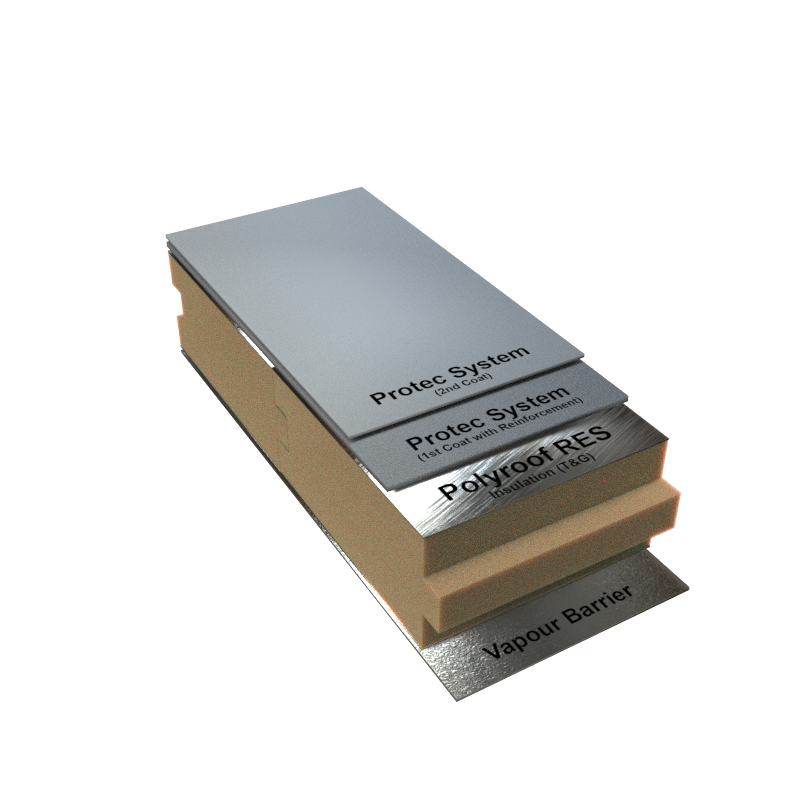 Protec System
(2nd Coat)
Protec System
(1st Coat with Reinforcement)
Polyroof RES
Insulation (T&G)
Vapour Barrier